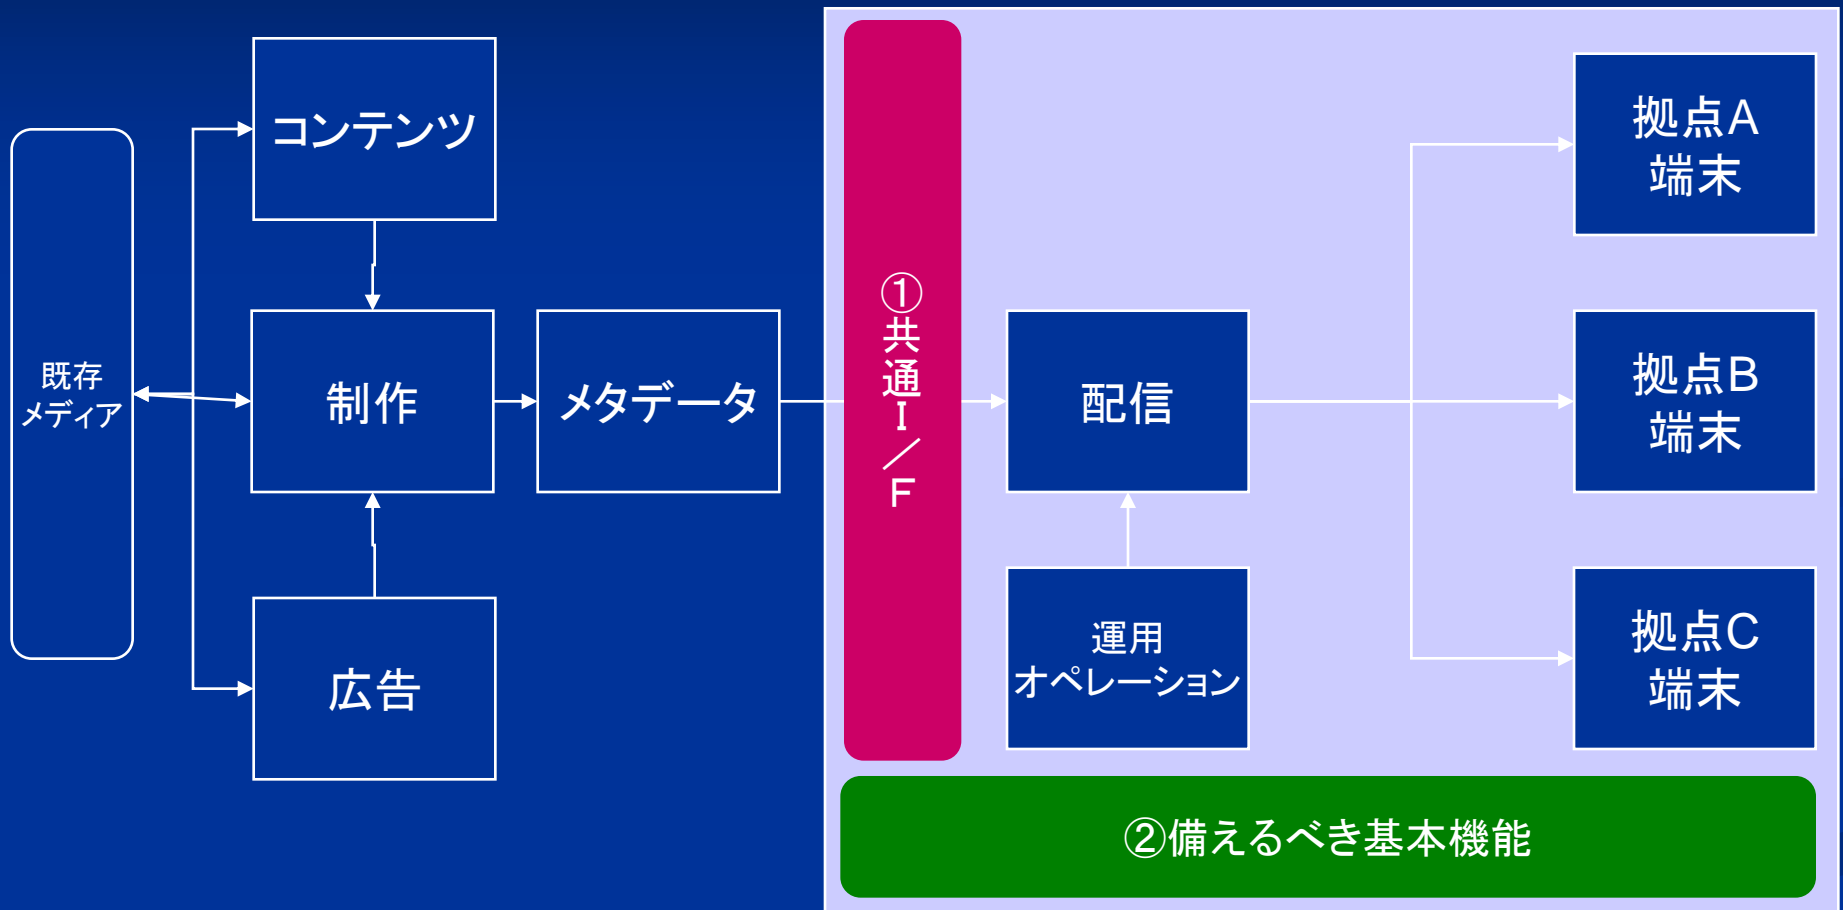 既存
メディア
コンテンツ
制作
広告
メタデータ
①共通I／F
配信
運用
オペレーション
拠点A
端末
拠点B
端末
拠点C
端末
②備えるべき基本機能